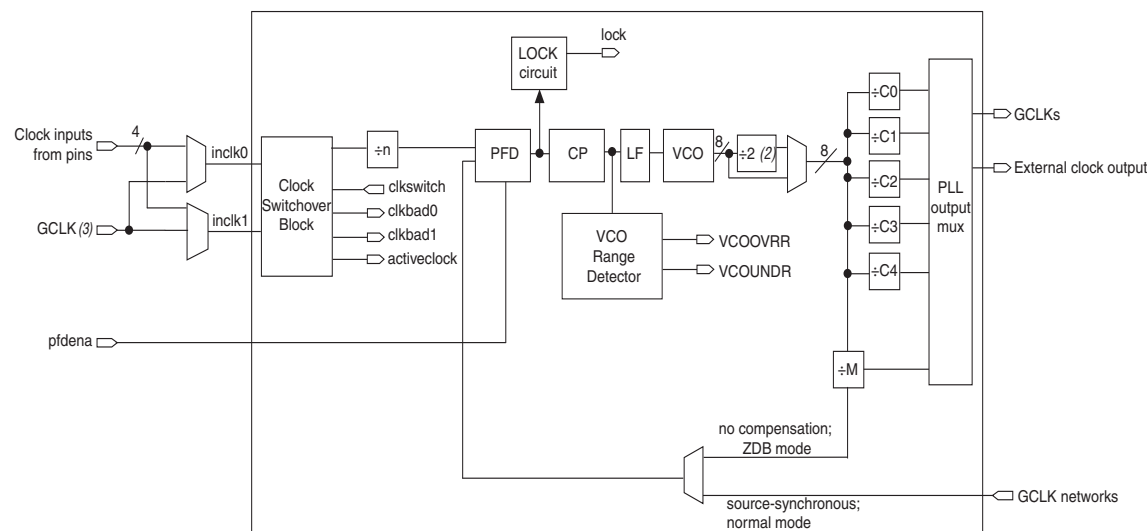 lock
LOCK
circuit
Clock inputs
from pins
4
inclk0
GCLK (3)
inclk1
Clock
Switchover
Block
÷n
clkswitch
clkbad0
clkbad1
activeclock
pfdena
PFD
CP
LF
VCO
8
÷2 (2)
8
VCO
Range
Detector
VCOOVRR
VCOUNDR
÷C0
÷C1
÷C2
÷C3
÷C4
÷M
PLL
output
mux
GCLKs
External clock output
no compensation;
ZDB mode
source-synchronous;
normal mode
GCLK networks